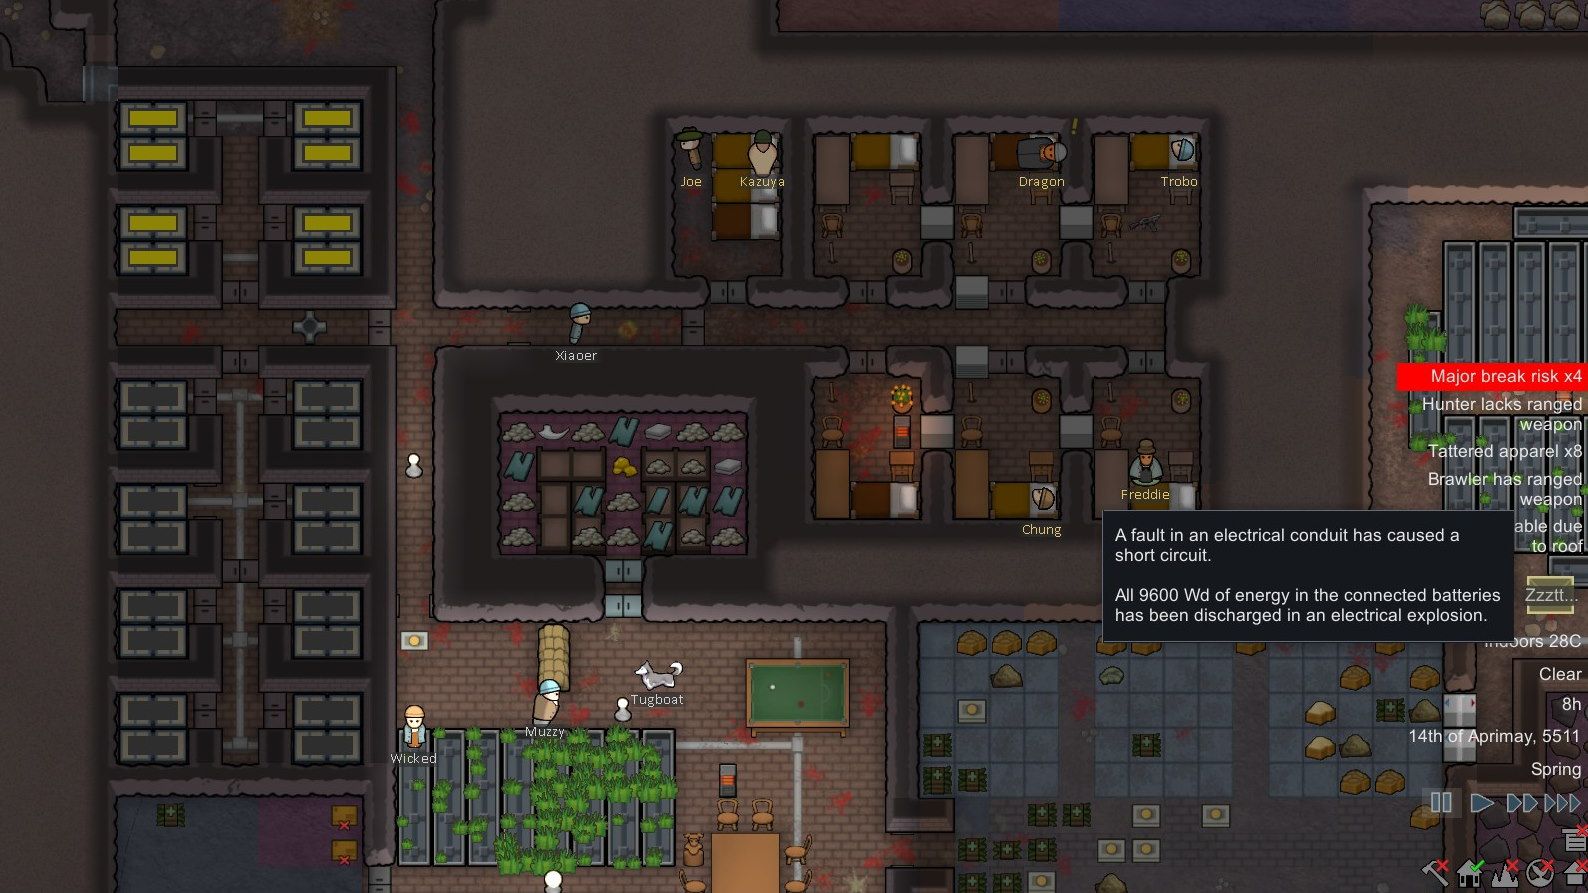 Joe
Kazuya
Dragon
Trobo
Xiaoer
Major break risk x4
Hunter lacks ranged
weapon
Tattered apparel x8
Brawler has ranged
weapon
able due
to roof
Freddie
Chung
A fault in an electrical conduit has caused a
short circuit.
All 9600 Wd of energy in the connected batteries
has been discharged in an electrical explosion.
Zzztt...
Indoors 28C
Clear
8h
14th of Aprimay, 5511
Spring
Tugboat
Muzzy
Wicked